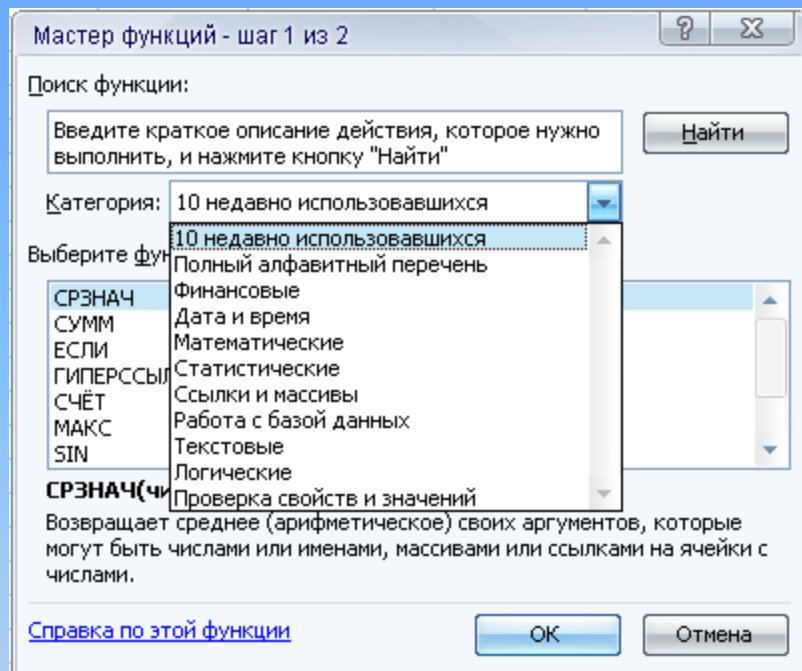 Мастер функций - шаг 1 из 2
Поиск функции:
Введите краткое описание действия, которое нужно
выполнить, и нажмите кнопку "Найти"
Найти
Категория:
10 недавно использовавшихся
10 недавно использовавшихся
Полный алфавитный перечень
Финансовые
Дата и время
Математические
Статистические
Ссылки и массивы
Работа с базой данных
Текстовые
Логические
Проверка свойств и значений
Выберите
СРЗНАЧ
СУММ
ЕСЛИ
СЧЁТ
МАКС
SIN
СРЗНАЧ(
Возвращает среднее (арифметическое) своих аргументов, которые
могут быть числами или именами, массивами или ссылками на ячейки с
числами.
Справка по этой функции
ОК
Отмена